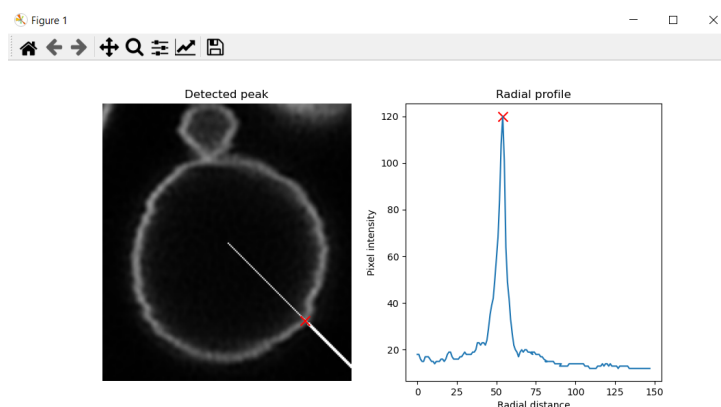 Figure 1
Detected peak
Radial profile
120
100
80
60
40
20
Pixel intensity
0
25
50
75
100
125
150
Radial distance